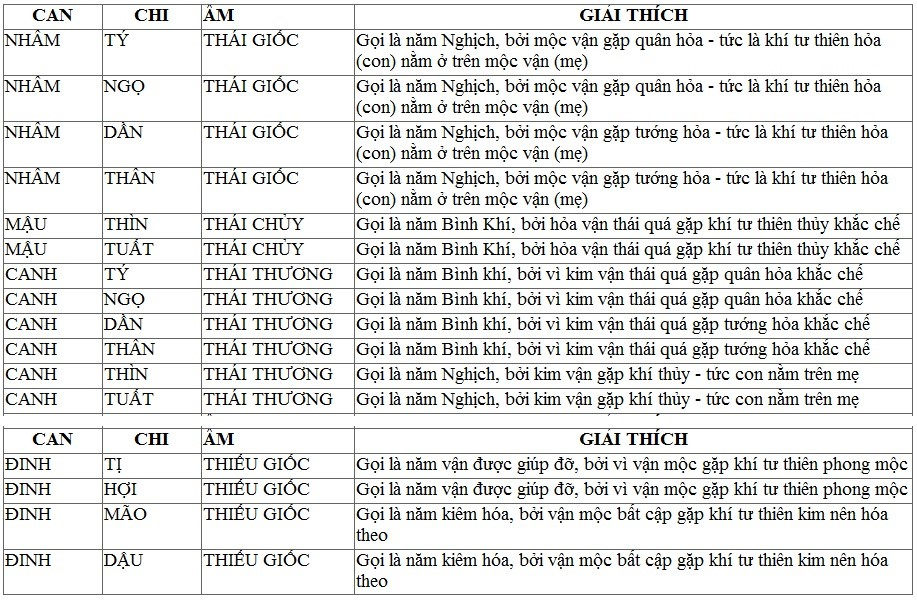 CAN CHI ÂM GIẢI THÍCH
NHÂM TÝ THÁI GIỐC Gọi là năm Nghịch, bởi mộc vận gặp quân hỏa - tức là khí tư thiên hỏa
(con) nằm ở trên mộc vận (mẹ)
NHÂM NGỌ THÁI GIỐC Gọi là năm Nghịch, bởi mộc vận gặp quân hỏa - tức là khí tư thiên hỏa
(con) nằm ở trên mộc vận (mẹ)
NHÂM DẦN THÁI GIỐC Gọi là năm Nghịch, bởi mộc vận gặp tướng hỏa - tức là khí tư thiên hỏa
(con) nằm ở trên mộc vận (mẹ)
NHÂM THÂN THÁI GIỐC Gọi là năm Nghịch, bởi mộc vận gặp tướng hỏa - tức là khí tư thiên hỏa
(con) nằm ở trên mộc vận (mẹ)
MẬU THÌN THÁI CHỦY Gọi là năm Bình Khí, bởi hỏa vận thái quá gặp khí tư thiên thủy khắc chế
MẬU TUẤT THÁI CHỦY Gọi là năm Bình Khí, bởi hỏa vận thái quá gặp khí tư thiên thủy khắc chế
CANH TÝ THÁI THƯƠNG Gọi là năm Bình khí, bởi vì kim vận thái quá gặp quân hỏa khắc chế
CANH NGỌ THÁI THƯƠNG Gọi là năm Bình khí, bởi vì kim vận thái quá gặp quân hỏa khắc chế
CANH DẦN THÁI THƯƠNG Gọi là năm Bình khí, bởi vì kim vận thái quá gặp tướng hỏa khắc chế
CANH THÂN THÁI THƯƠNG Gọi là năm Bình khí, bởi vì kim vận thái quá gặp tướng hỏa khắc chế
CANH THÌN THÁI THƯƠNG Gọi là năm Nghịch, bởi kim vận gặp khí thủy - tức con nằm trên mẹ
CANH TUẤT THÁI THƯƠNG Gọi là năm Nghịch, bởi kim vận gặp khí thủy - tức con nằm trên mẹ
CAN CHI ÂM GIẢI THÍCH
ĐINH TỊ THIẾU GIỐC Gọi là năm vận được giúp đỡ, bởi vì vận mộc gặp khí tư thiên phong mộc
ĐINH HỢI THIẾU GIỐC Gọi là năm vận được giúp đỡ, bởi vì vận mộc gặp khí tư thiên phong mộc
ĐINH MÃO THIẾU GIỐC Gọi là năm kiêm hóa, bởi vận mộc bất cập gặp khí tư thiên kim nên hóa
theo
ĐINH DẬU THIẾU GIỐC Gọi là năm kiêm hóa, bởi vận mộc bất cập gặp khí tư thiên kim nên hóa
theo